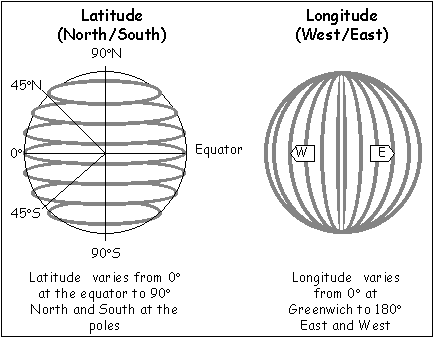 Latitude
(North/South)
90°N
45°N
0°
Equator
45°S
90°S
Latitude varies from 0°
at the equator to 90°
North and South at the
poles
Longitude
(West/East)
W
E
Longitude varies
from 0° at
Greenwich to 180°
East and West